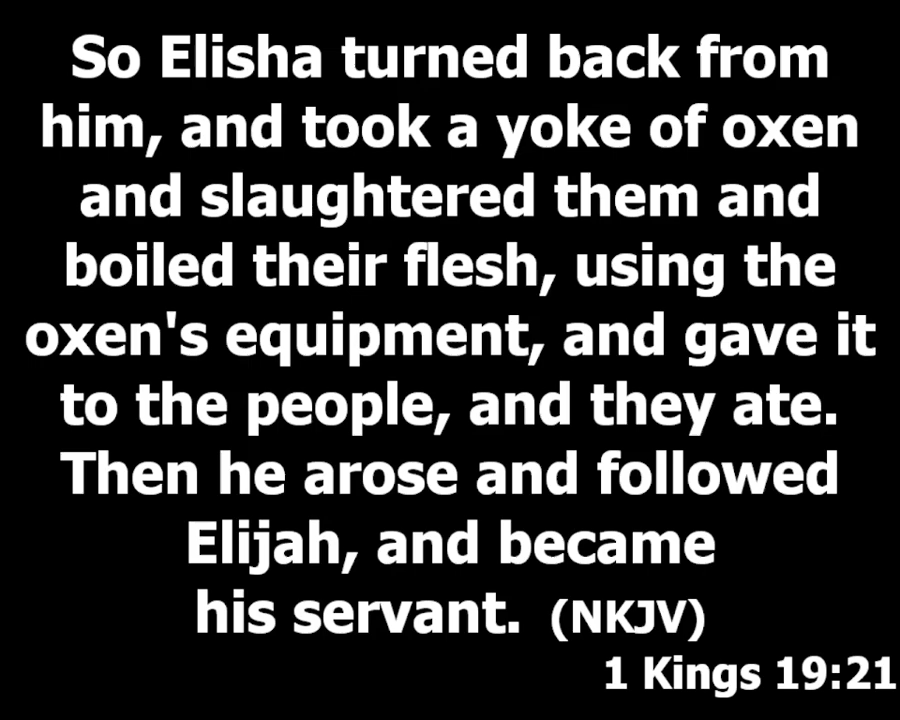 So Elisha turned back from
him, and took a yoke of oxen
and slaughtered them and
boiled their flesh, using the
oxen's equipment, and gave it
to the people, and they ate.
Then he arose and followed
Elijah, and became
his servant. (NKJV)
1 Kings 19:21